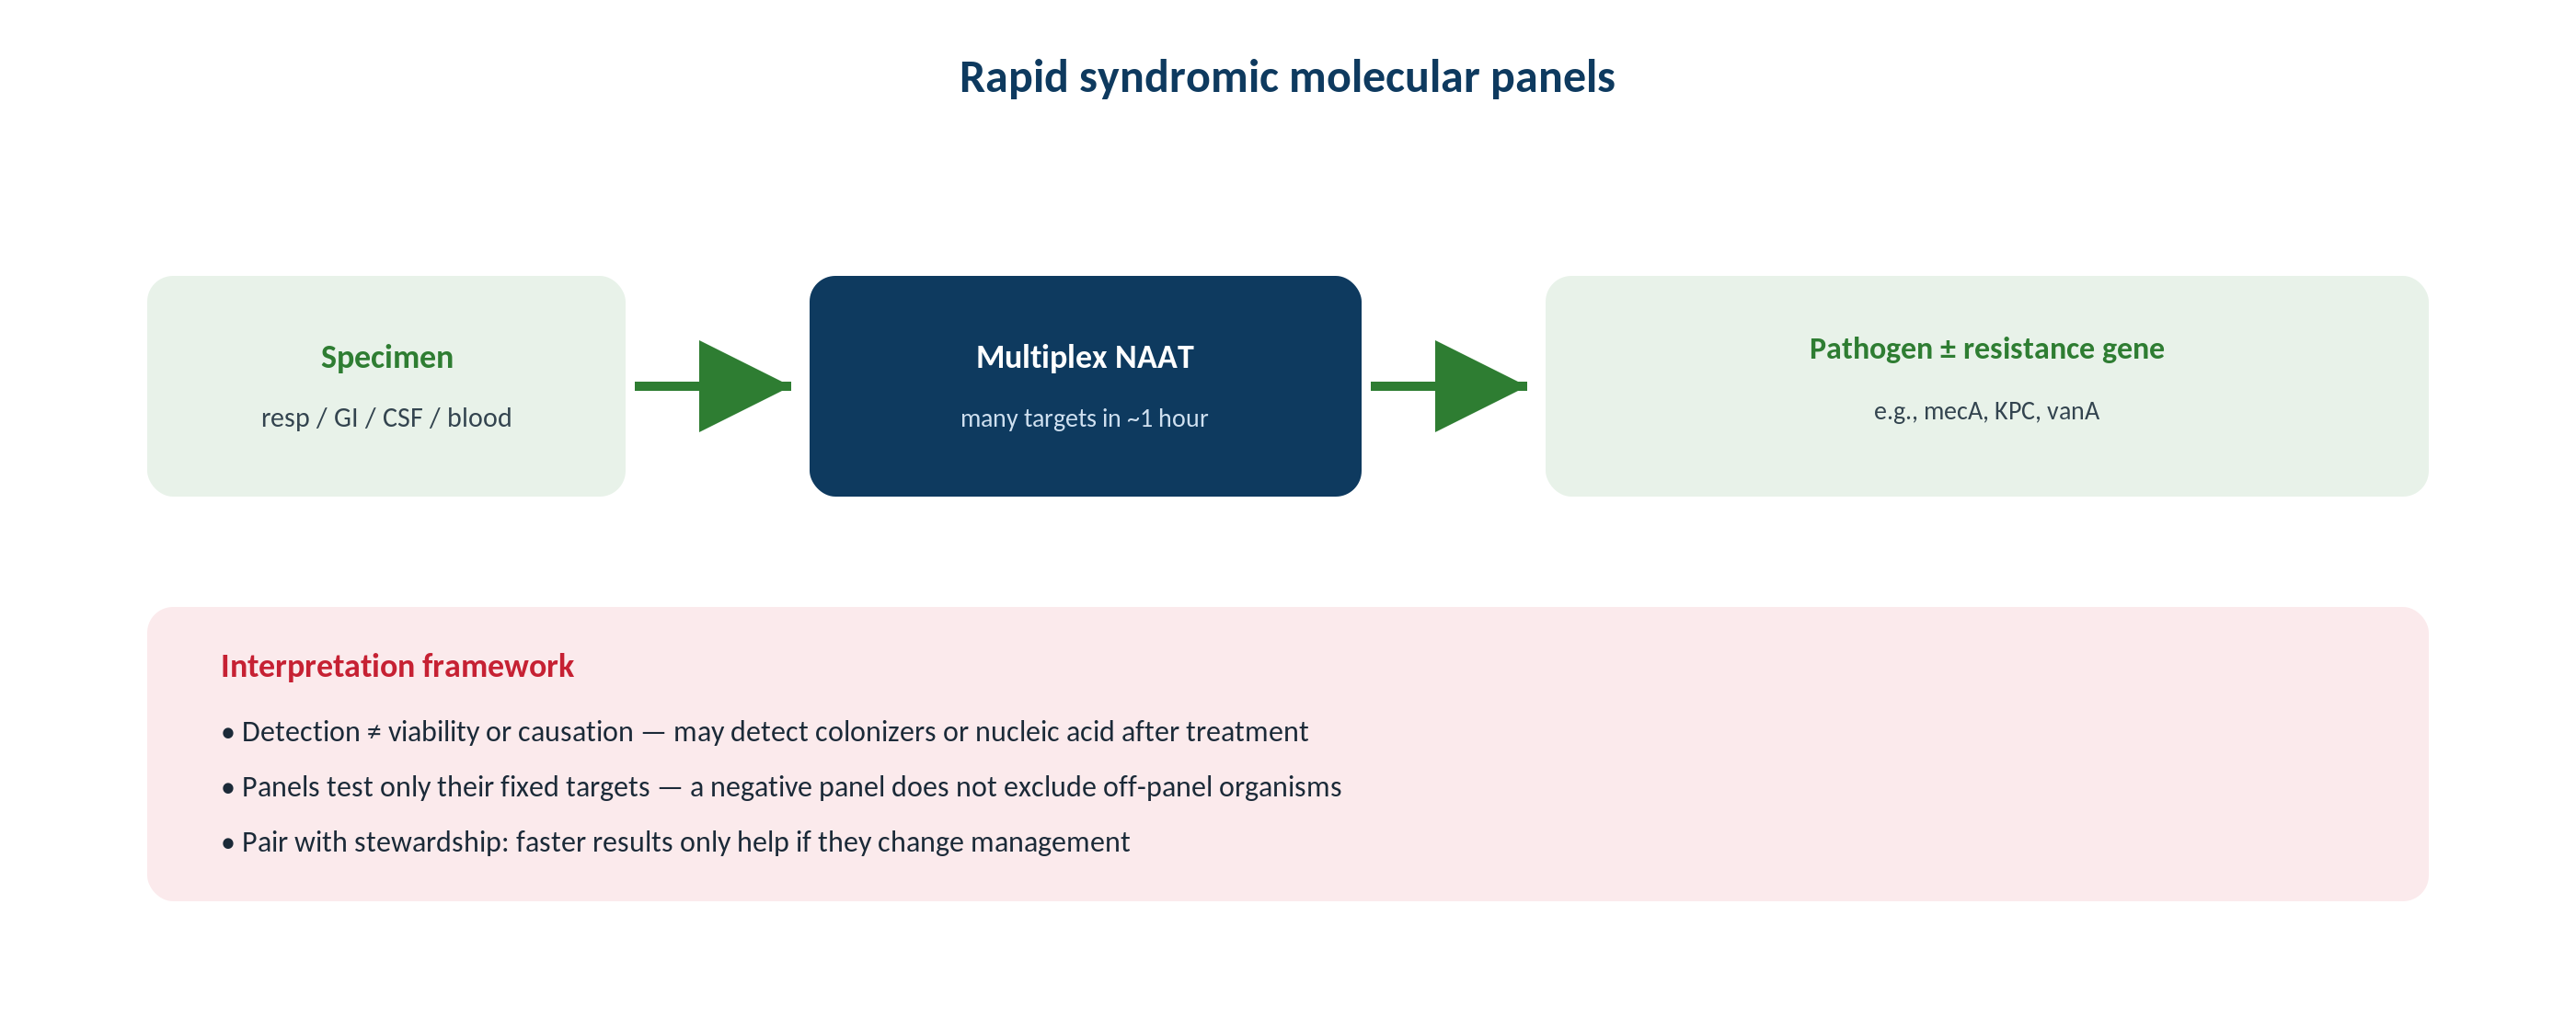 Rapid syndromic molecular panels
Specimen
resp / GI / CSF / blood
Multiplex NAAT
many targets in ~1 hour
Pathogen ± resistance gene
e.g., mecA, KPC, vanA
Interpretation framework
• Detection ≠ viability or causation — may detect colonizers or nucleic acid after treatment
• Panels test only their fixed targets — a negative panel does not exclude off-panel organisms
• Pair with stewardship: faster results only help if they change management